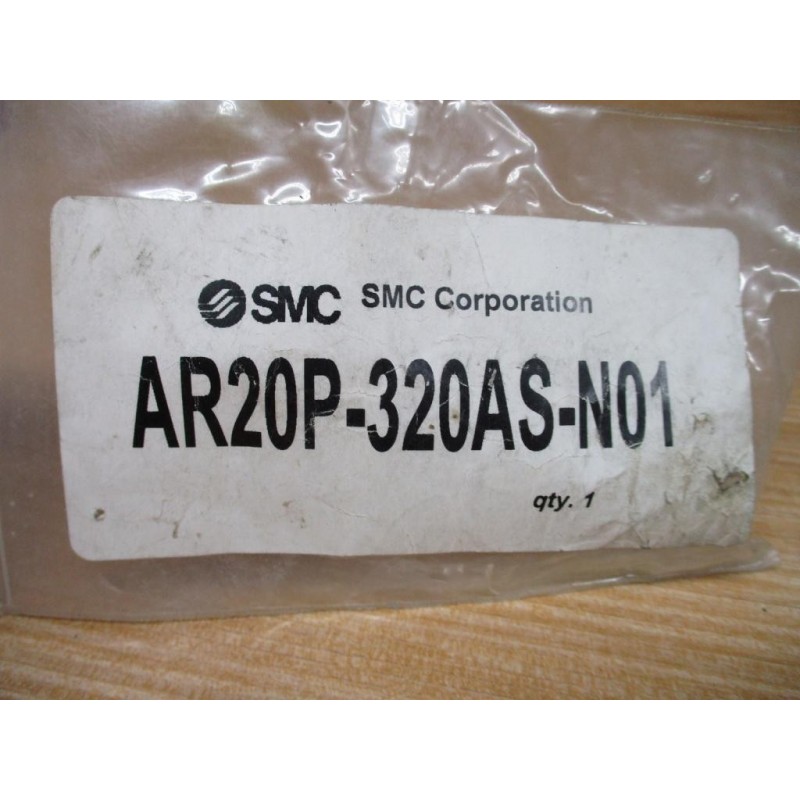 SMC SMC Corporation
AR20P-320AS-N01
qty. 1